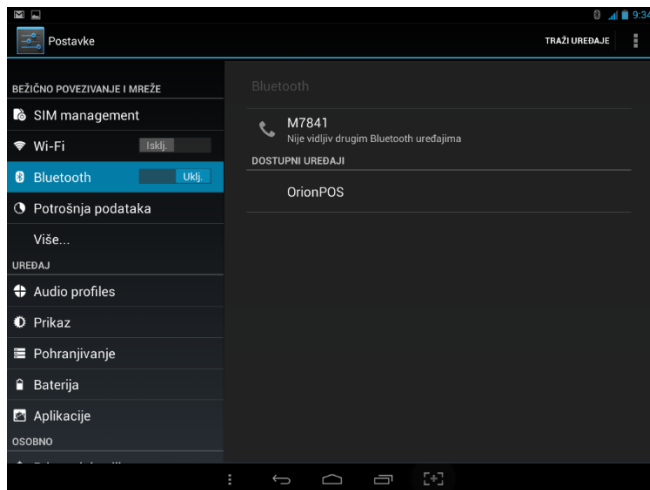 9:34
Postavke
TRAŽI UREĐAJE
BEŽIČNO POVEZIVANJE I MREŽE
SIM management
Wi-Fi
Isklj.
Bluetooth
Uklj.
Potrošnja podataka
Više...
UREĐAJ
Audio profiles
Prikaz
Pohranjivanje
Baterija
Aplikacije
OSOBNO
Bluetooth
M7841
Nije vidljiv drugim Bluetooth uređajima
DOSTUPNI UREĐAJI
OrionPOS